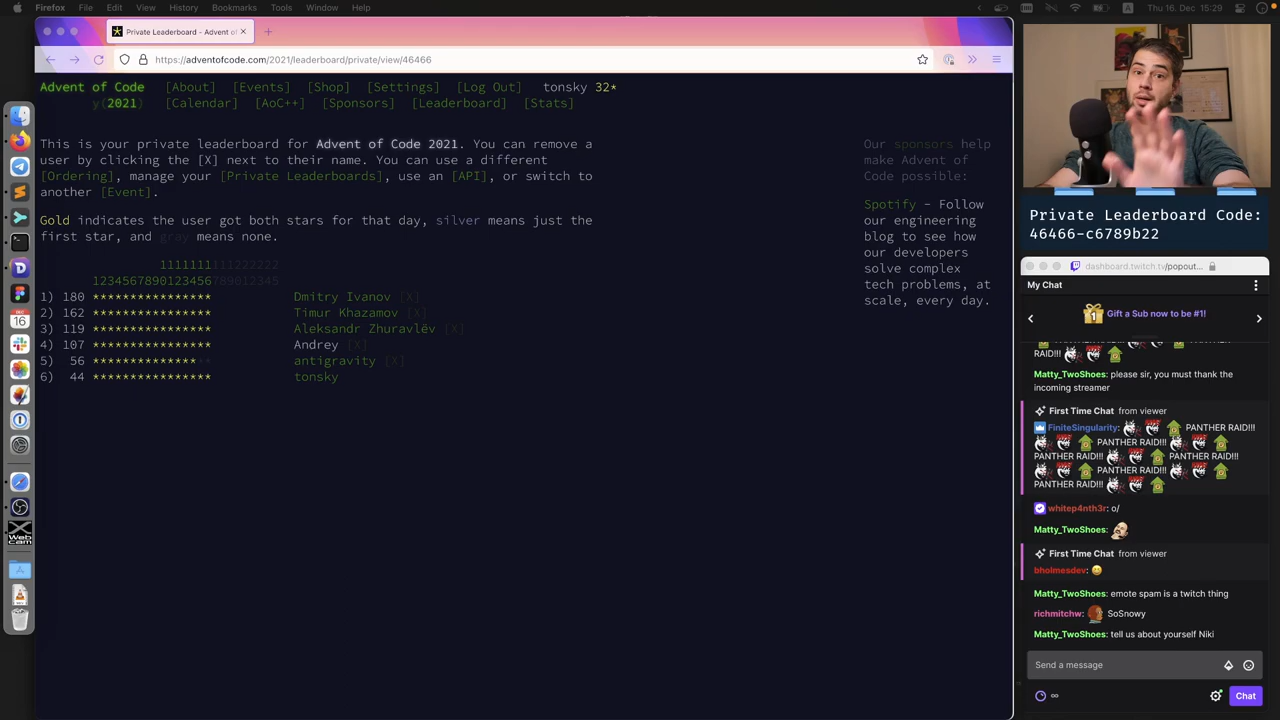 Firefox File Edit View History Bookmarks Tools Window Help
Thu 16. Dec 15:29
Private Leaderboard - Advent of
https://adventofcode.com/2021/leaderboard/private/view/46466
Advent of Code [About] [Events] [Shop] [Settings] [Log Out] tonsky 32*
y(2021) [Calendar] [AoC++] [Sponsors] [Leaderboard] [Stats]
This is your private leaderboard for Advent of Code 2021. You can remove a
user by clicking the [X] next to their name. You can use a different
[Ordering], manage your [Private Leaderboards], use an [API], or switch to
another [Event].
Gold indicates the user got both stars for that day, silver means just the
first star, and gray means none.
1111111111222222
1234567890123456789012345
1) 180 **************** Dmitry Ivanov [X]
2) 162 **************** Timur Khazamov [X]
3) 119 **************** Aleksandr Zhuravlëv [X]
4) 107 **************** Andrey [X]
5) 56 **************** antigravity [X]
6) 44 **************** tonsky
Our sponsors help
make Advent of
Code possible:
Spotify - Follow
our engineering
blog to see how
our developers
solve complex
tech problems, at
scale, every day.
DEC
16
Web
Cam
Private Leaderboard Code:
46466-c6789b22
dashboard.twitch.tv/popout...
My Chat
Gift a Sub now to be #1!
RAID!!!
Matty_TwoShoes: please sir, you must thank the
incoming streamer
First Time Chat from viewer
FiniteSingularity: PANTHER RAID!!!
PANTHER RAID!!!
PANTHER RAID!!! PANTHER RAID!!!
PANTHER RAID!!!
PANTHER RAID!!!
whitep4nth3r: o/
Matty_TwoShoes:
First Time Chat from viewer
bholmesdev:
Matty_TwoShoes: emote spam is a twitch thing
richmitchw: SoSnowy
Matty_TwoShoes: tell us about yourself Niki
Send a message
∞
Chat